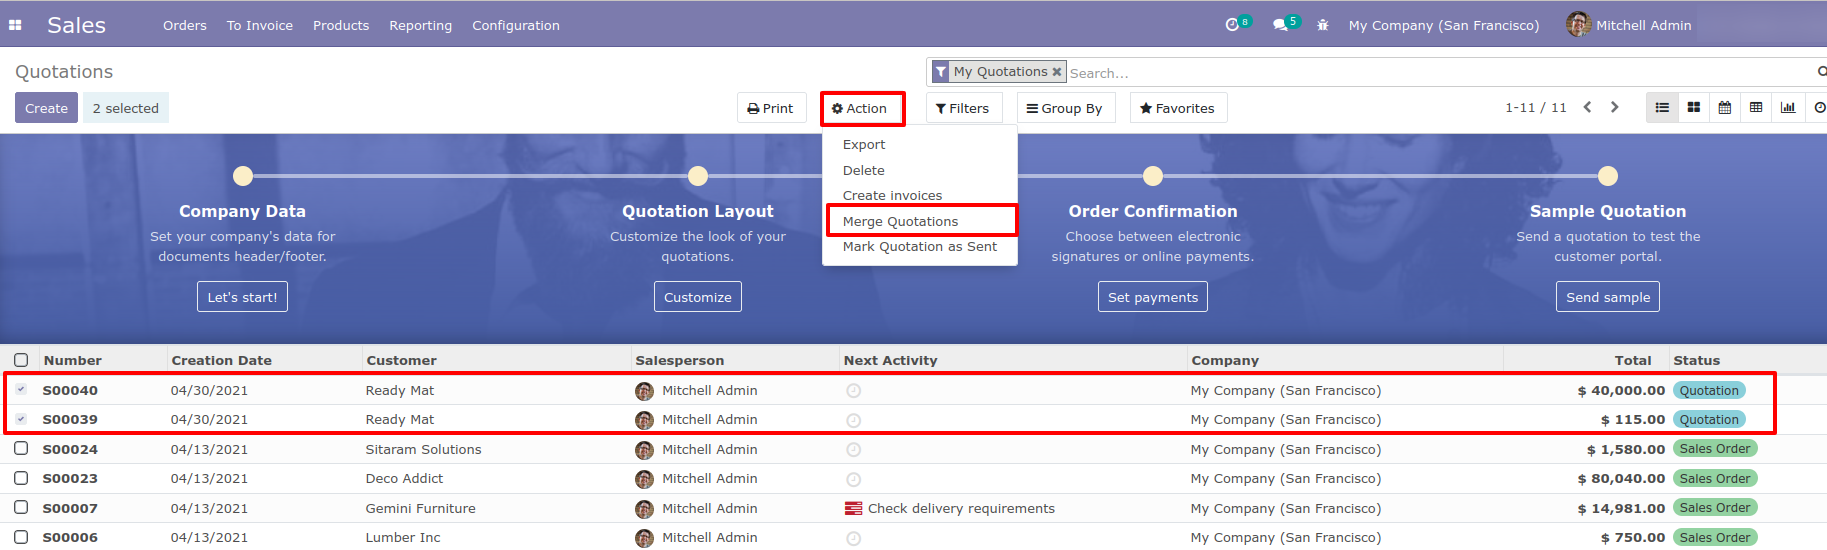 Sales Orders To Invoice Products Reporting Configuration 8 5 My Company (San Francisco) Mitchell Admin
Quotations My Quotations Search...
Create 2 selected Print Action Filters Group By Favorites 1-11 / 11
Export
Delete
Create invoices
Merge Quotations
Mark Quotation as Sent
Company Data
Set your company's data for
documents header/footer.
Let's start!
Quotation Layout
Customize the look of your
quotations.
Customize
Order Confirmation
Choose between electronic
signatures or online payments.
Set payments
Sample Quotation
Send a quotation to test the
customer portal.
Send sample
Number Creation Date Customer Salesperson Next Activity Company Total Status
S00040 04/30/2021 Ready Mat Mitchell Admin My Company (San Francisco) $ 40,000.00 Quotation
S00039 04/30/2021 Ready Mat Mitchell Admin My Company (San Francisco) $ 115.00 Quotation
S00024 04/13/2021 Sitaram Solutions Mitchell Admin My Company (San Francisco) $ 1,580.00 Sales Order
S00023 04/13/2021 Deco Addict Mitchell Admin My Company (San Francisco) $ 80,040.00 Sales Order
S00007 04/13/2021 Gemini Furniture Mitchell Admin Check delivery requirements My Company (San Francisco) $ 14,981.00 Sales Order
S00006 04/13/2021 Lumber Inc Mitchell Admin My Company (San Francisco) $ 750.00 Sales Order